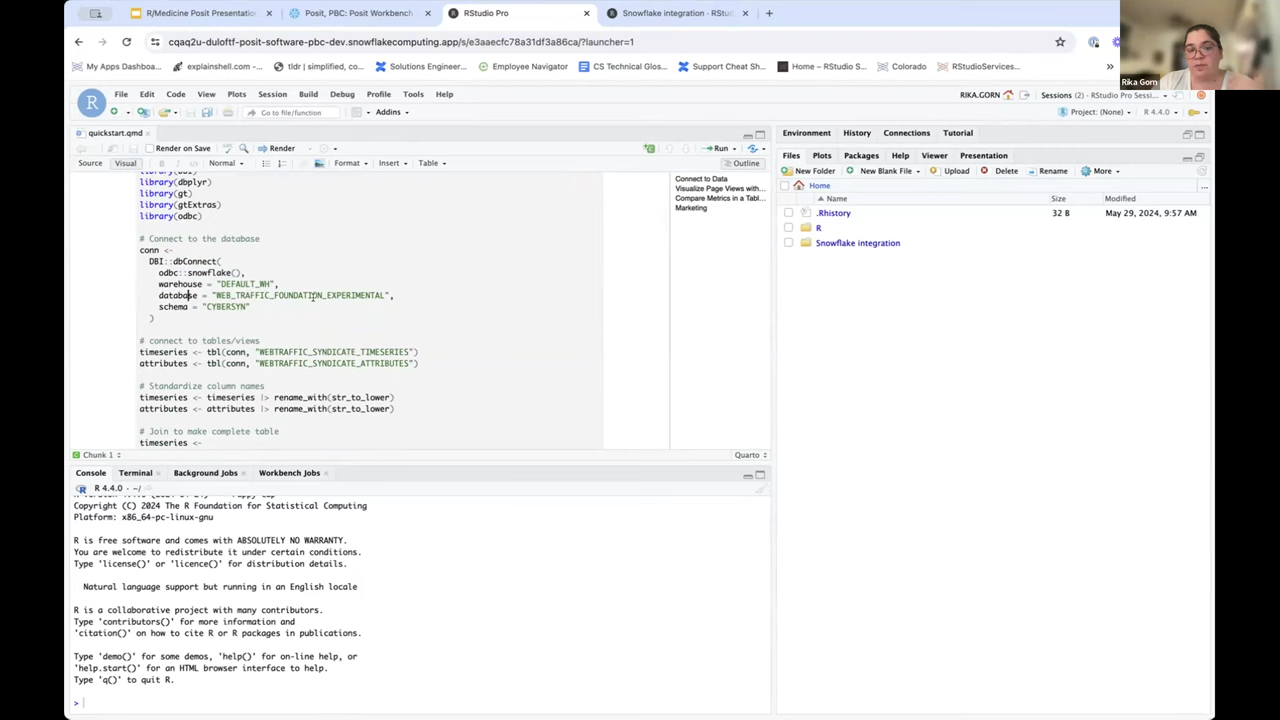 R/Medicine Posit Presentatio
Posit, PBC: Posit Workbench
RStudio Pro
Snowflake integration - RStud
cqaq2u-duloftf-posit-software-pbc-dev.snowflakecomputing.app/s/e3aaecfc78a31df3a86ca/?launcher=1
My Apps Dashboa...
explainshell.com -...
tldr | simplified, co...
Solutions Engineer...
Employee Navigator
CS Technical Glos...
Support Cheat Sh...
Home – RStudio S...
Colorado
RStudioServices...
Rika Gorn
File Edit Code View Plots Session Build Debug Profile Tools Help
RIKA.GORN
Sessions (2)
RStudio Pro Sessi...
Go to file/function
Addins
Project: (None)
R 4.4.0
quickstart.qmd
Render on Save
Render
Run
Source Visual
Normal
Format
Insert
Table
Outline
library(dbplyr)
library(gt)
library(gtExtras)
library(odbc)
# Connect to the database
conn <-
DBI::dbConnect(
odbc::snowflake(),
warehouse = "DEFAULT_WH",
database = "WEB_TRAFFIC_FOUNDATION_EXPERIMENTAL",
schema = "CYBERSYN"
)
# connect to tables/views
timeseries <- tbl(conn, "WEBTRAFFIC_SYNDICATE_TIMESERIES")
attributes <- tbl(conn, "WEBTRAFFIC_SYNDICATE_ATTRIBUTES")
# Standardize column names
timeseries <- timeseries |> rename_with(str_to_lower)
attributes <- attributes |> rename_with(str_to_lower)
# Join to make complete table
timeseries <-
Connect to Data
Visualize Page Views with...
Compare Metrics in a Tabl...
Marketing
Chunk 1
Quarto
Console Terminal Background Jobs Workbench Jobs
R 4.4.0 · ~/
Copyright (C) 2024 The R Foundation for Statistical Computing
Platform: x86_64-pc-linux-gnu
R is free software and comes with ABSOLUTELY NO WARRANTY.
You are welcome to redistribute it under certain conditions.
Type 'license()' or 'licence()' for distribution details.
Natural language support but running in an English locale
R is a collaborative project with many contributors.
Type 'contributors()' for more information and
'citation()' on how to cite R or R packages in publications.
Type 'demo()' for some demos, 'help()' for on-line help, or
'help.start()' for an HTML browser interface to help.
Type 'q()' to quit R.
>
Environment History Connections Tutorial
Files Plots Packages Help Viewer Presentation
New Folder
New Blank File
Upload
Delete
Rename
More
Home
Name
Size
Modified
.Rhistory
32 B
May 29, 2024, 9:57 AM
R
Snowflake integration